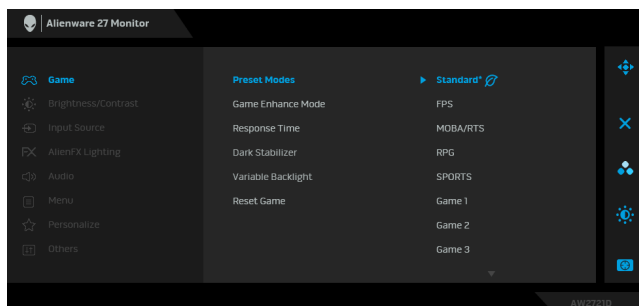 Alienware 27 Monitor
Game
Preset Modes
Standard*
Brightness/Contrast
Game Enhance Mode
FPS
Input Source
Response Time
MOBA/RTS
FX
AlienFX Lighting
Dark Stabilizer
RPG
Audio
Variable Backlight
SPORTS
Menu
Reset Game
Game 1
Personalize
Game 2
Others
Game 3
AW2721D